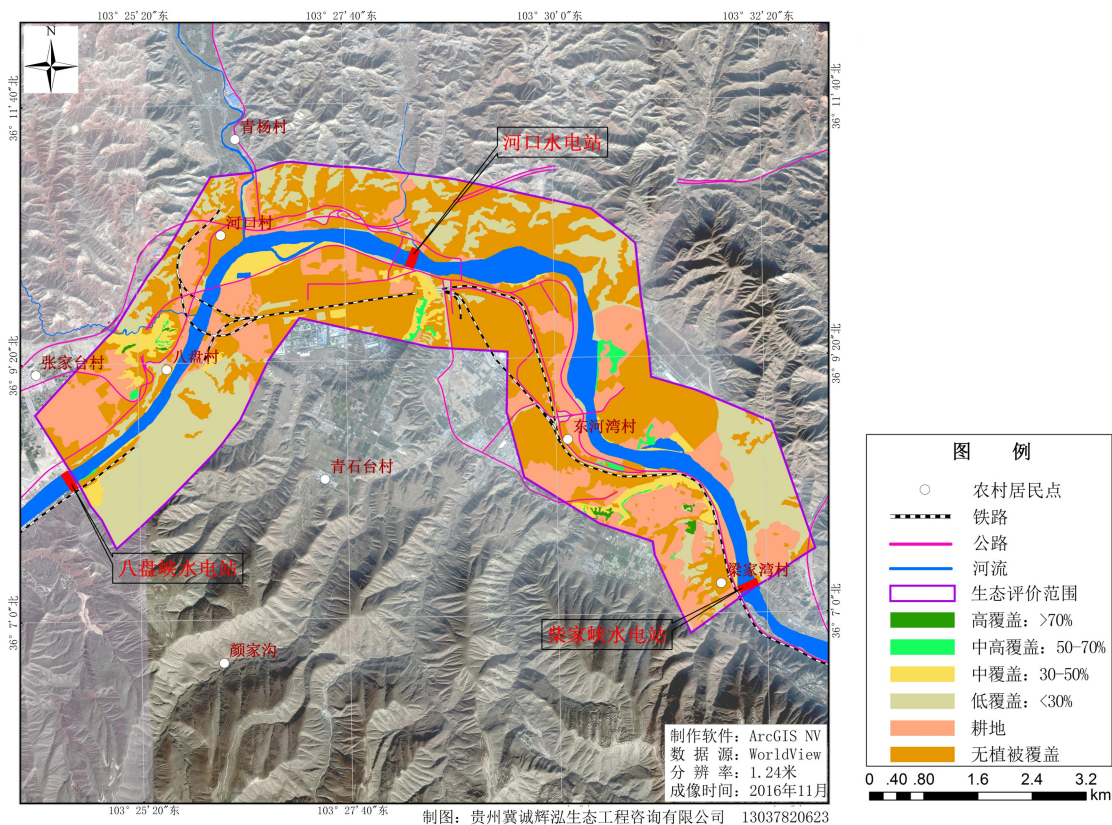 103° 25′20″东
103° 27′40″东
103° 30′0″东
103° 32′20″东
N
36° 11′40″北
36° 11′40″北
青杨村
河口水电站
河口村
36° 9′20″北
36° 9′20″北
张家台村
八盘村
东河湾村
青石台村
八盘峡水电站
梁家湾村
柴家峡水电站
36° 7′0″北
36° 7′0″北
颜家沟
制作软件：ArcGIS NV
数 据 源：WorldView
分 辨 率：1.24米
成像时间：2016年11月
103° 25′20″东
103° 27′40″东
制图：贵州冀诚辉泓生态工程咨询有限公司 13037820623
图 例
农村居民点
铁路
公路
河流
生态评价范围
高覆盖：>70%
中高覆盖：50-70%
中覆盖：30-50%
低覆盖：<30%
耕地
无植被覆盖
0 .40 .80 1.6 2.4 3.2
km